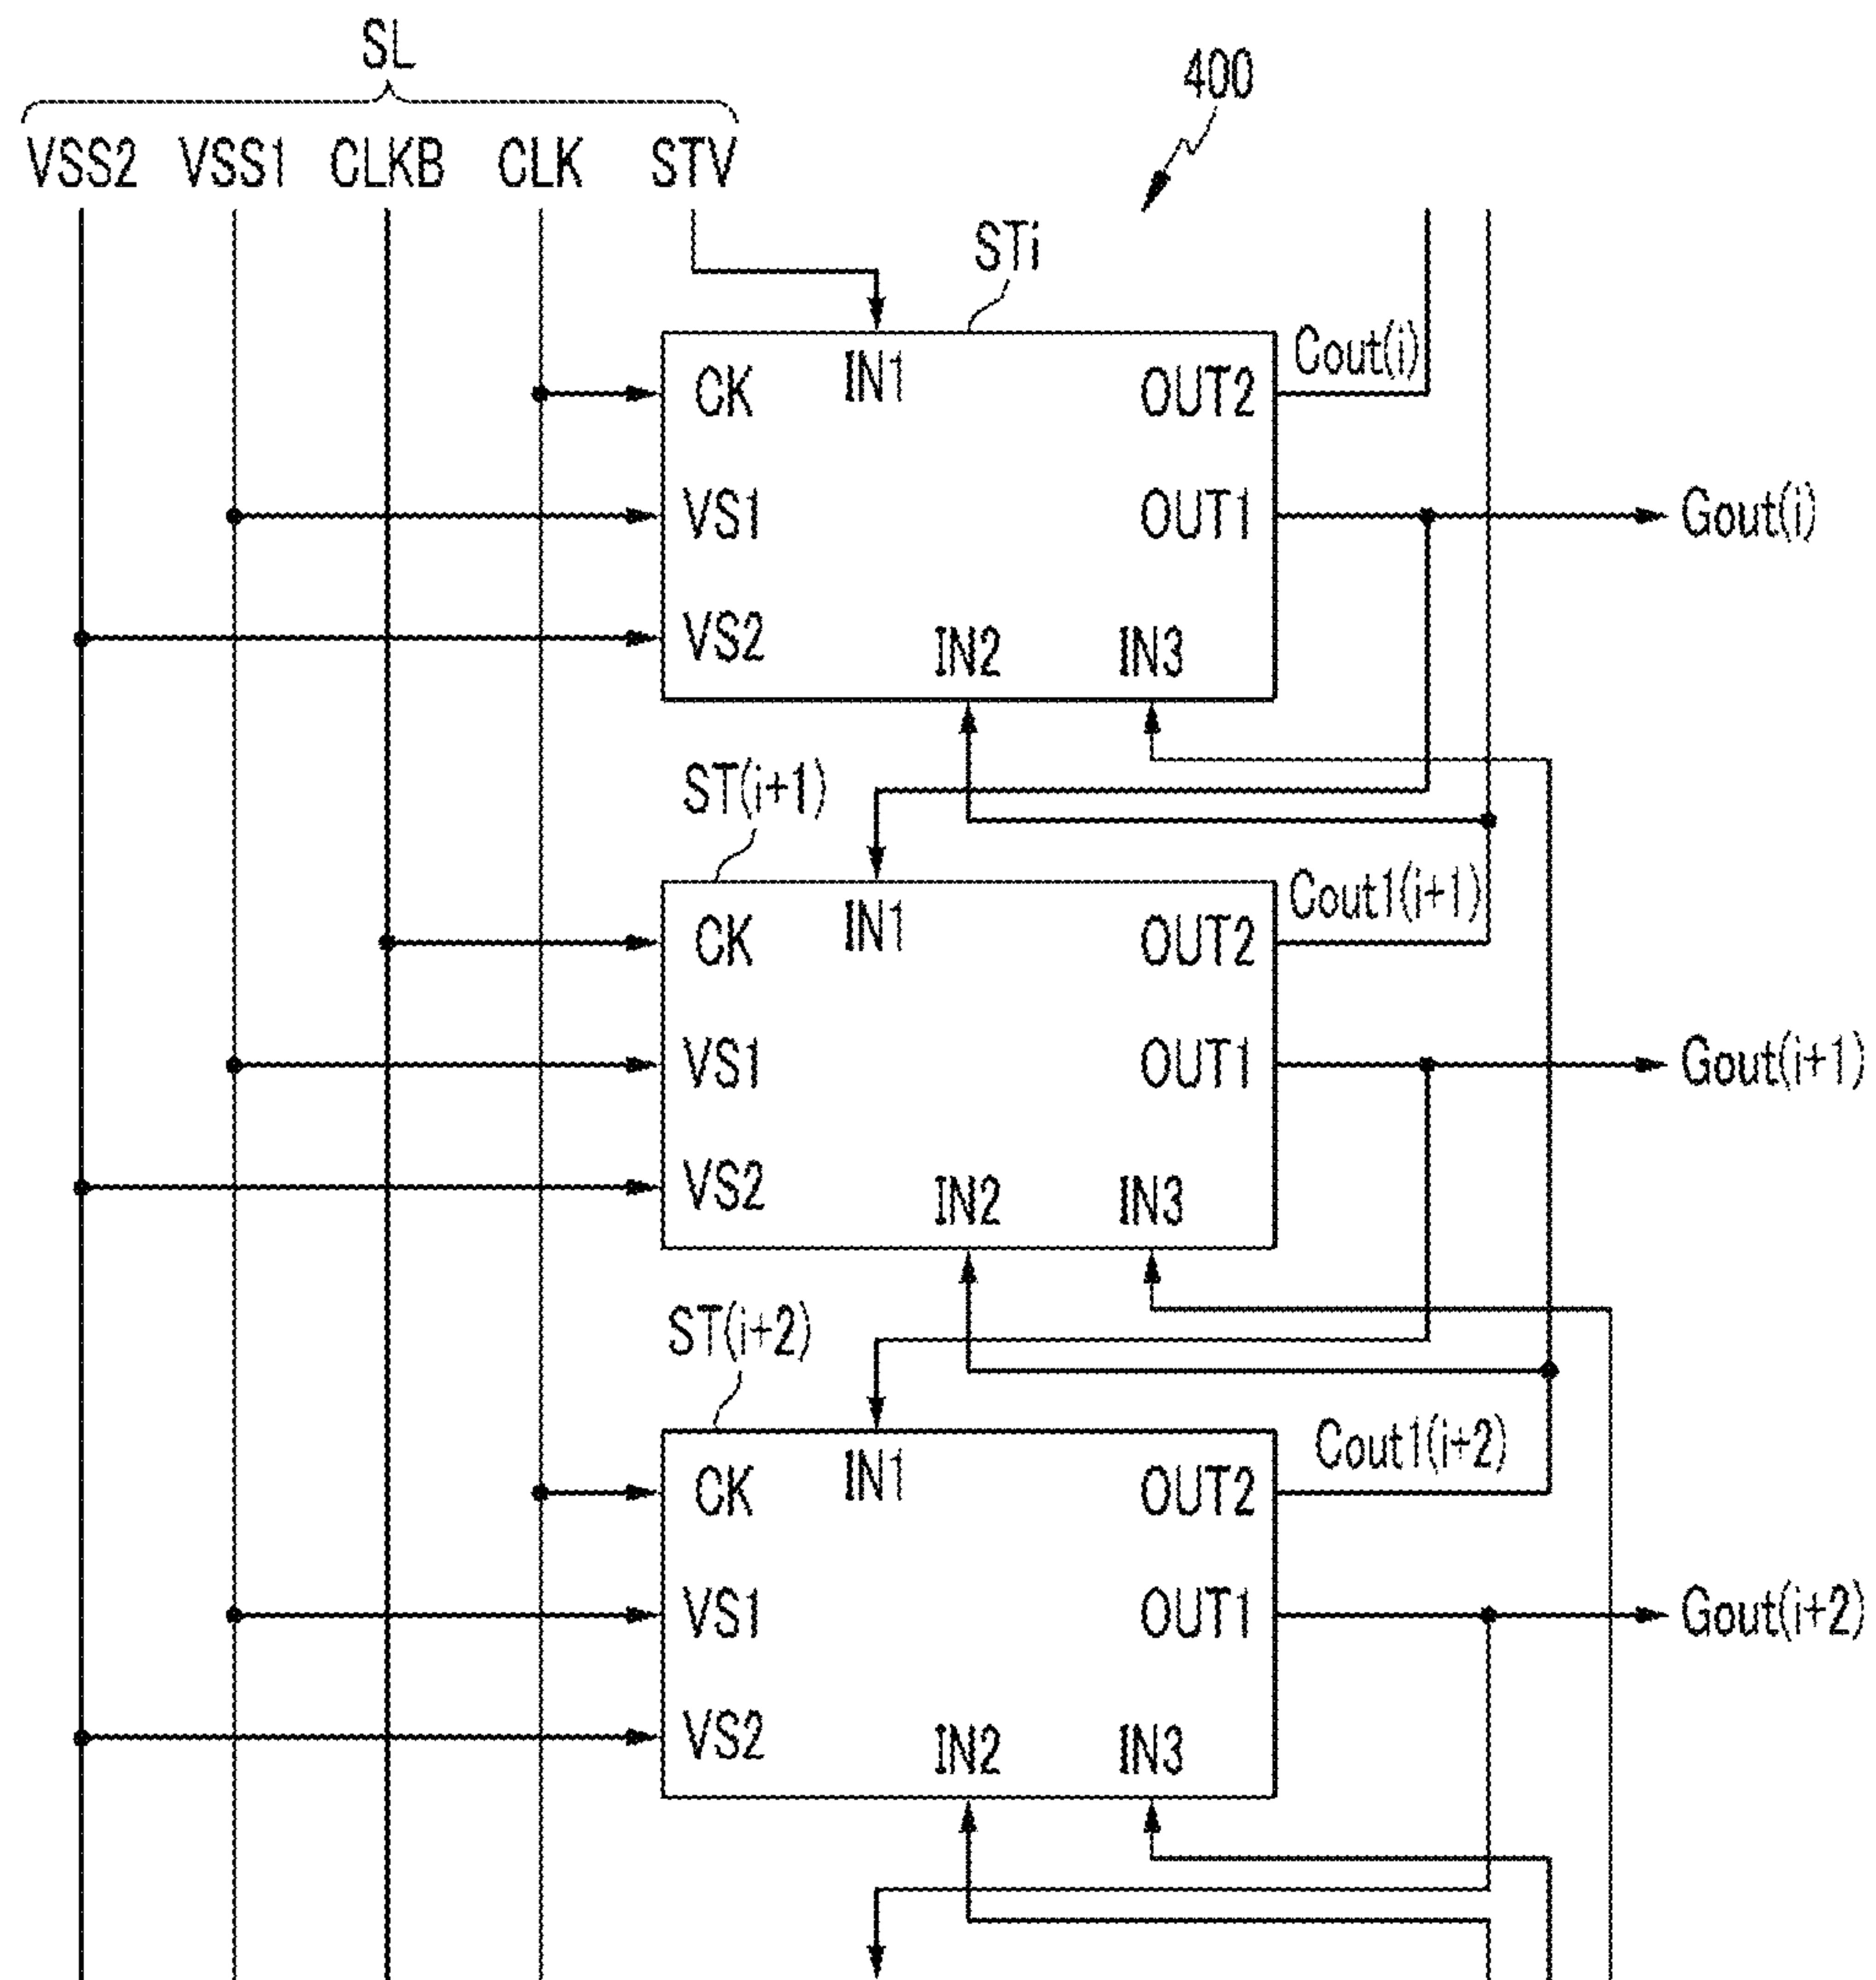 SL
400
VSS2 VSS1 CLKB CLK STV
STi
Cout(i)
CK IN1 OUT2
VS1 OUT1 Gout(i)
VS2 IN2 IN3
ST(i+1)
Cout1(i+1)
CK IN1 OUT2
VS1 OUT1 Gout(i+1)
VS2 IN2 IN3
ST(i+2)
Cout1(i+2)
CK IN1 OUT2
VS1 OUT1 Gout(i+2)
VS2 IN2 IN3